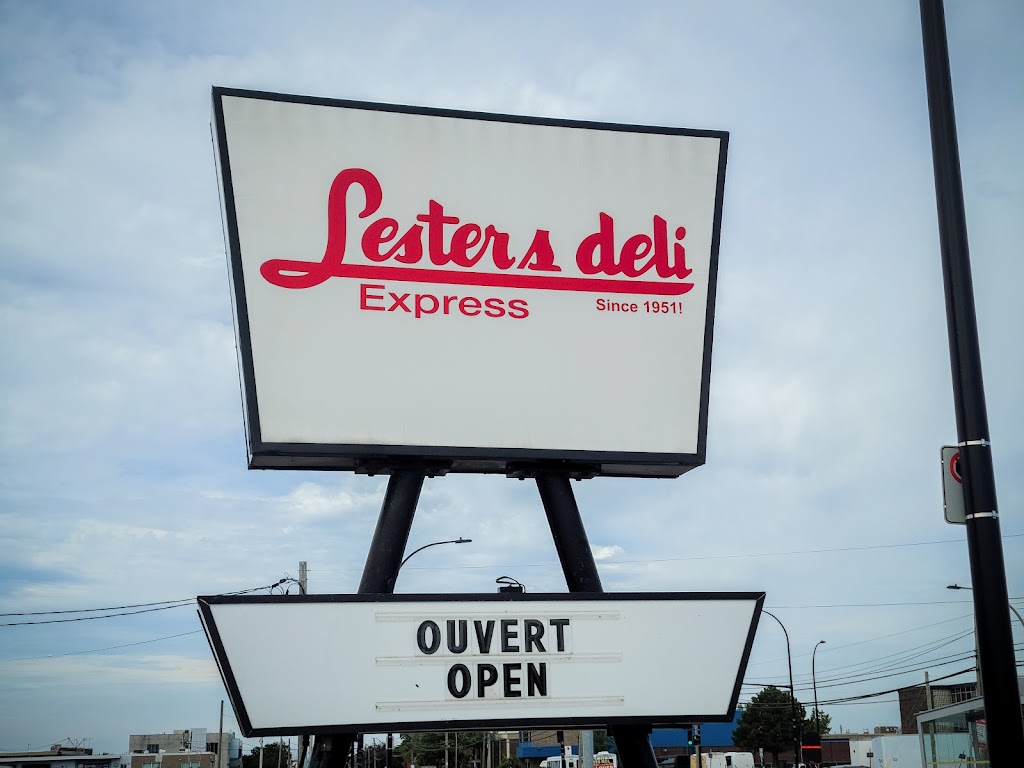 Lesters deli
Express
Since 1951!
OUVERT
OPEN